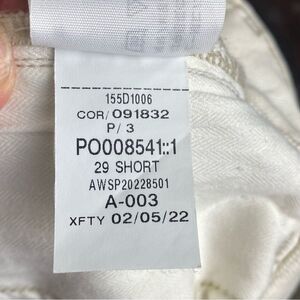 155D1006
COR/091832
P/ 3
PO008541::1
29 SHORT
AWSP20228501
A-003
XFTY 02/05/22